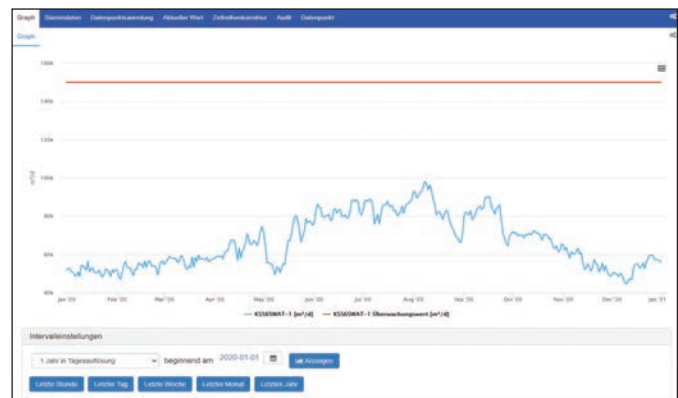 Graph Stammdaten Datenpunktsammlung Aktueller Wert Zeitreihenkorrektur Audit Datenpunkt
Graph
160k
140k
120k
100k
m³/d
80k
60k
40k
Jan '20 Feb '20 Mar '20 Apr '20 May '20 Jun '20 Jul '20 Aug '20 Sep '20 Oct '20 Nov '20 Dec '20 Jan '21
KS56SWAT-1 [m³/d] KS56SWAT-1 Überwachungswert [m³/d]
Intervalleinstellungen
1 Jahr in Tagesauflösung beginnend am 2020-01-01 Anzeigen
Letzte Stunde Letzter Tag Letzte Woche Letzter Monat Letztes Jahr